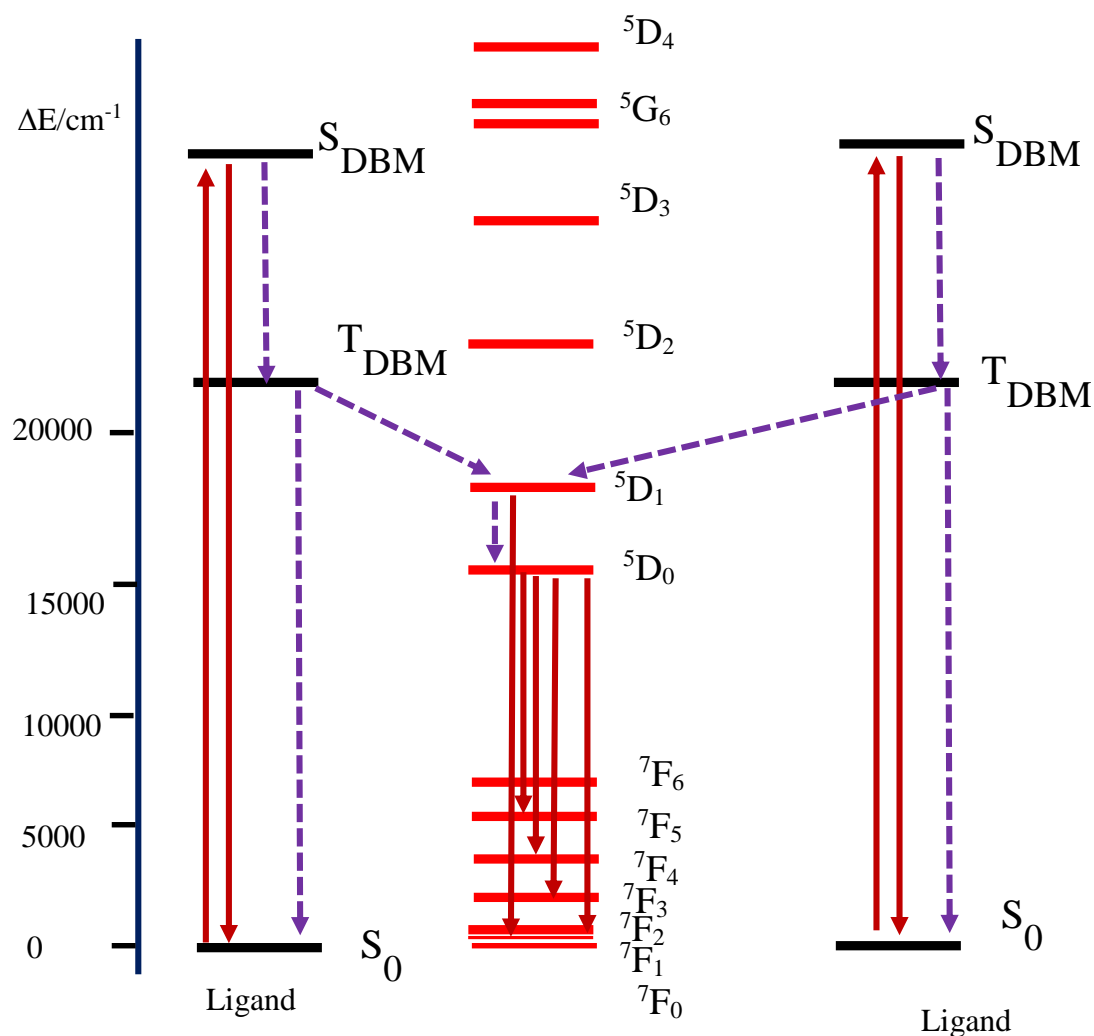 ⁵D₄
ΔE/cm⁻¹
⁵G₆
S_DBM
S_DBM
⁵D₃
⁵D₂
T_DBM
T_DBM
20000
⁵D₁
⁵D₀
15000
10000
⁷F₆
5000
⁷F₅
⁷F₄
⁷F₃
⁷F₂
S₀
0
S₀
⁷F₁
Ligand
⁷F₀
Ligand